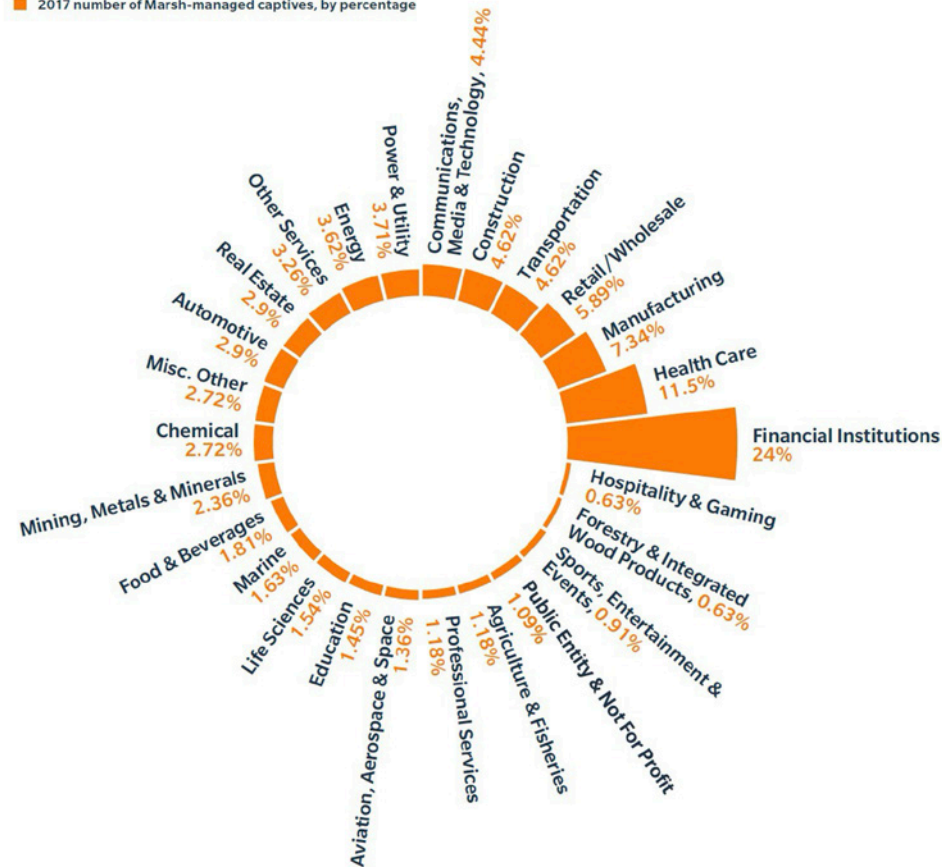 2017 number of Marsh-managed captives, by percentage
Communications,
Media & Technology, 4.44%
Construction
4.62%
Transportation
4.62%
Retail/Wholesale
5.89%
Manufacturing
7.34%
Health Care
11.5%
Financial Institutions
24%
Hospitality & Gaming
0.63%
Forestry & Integrated
Wood Products, 0.63%
Sports, Entertainment &
Events, 0.91%
Public Entity & Not For Profit
1.09%
Agriculture & Fisheries
1.18%
Professional Services
1.18%
Aviation, Aerospace & Space
1.36%
Education
1.45%
Life Sciences
1.54%
Marine
1.63%
Food & Beverages
1.81%
Mining, Metals & Minerals
2.36%
Chemical
2.72%
Misc. Other
2.72%
Automotive
2.9%
Real Estate
2.9%
Other Services
3.26%
Energy
3.62%
Power & Utility
3.71%